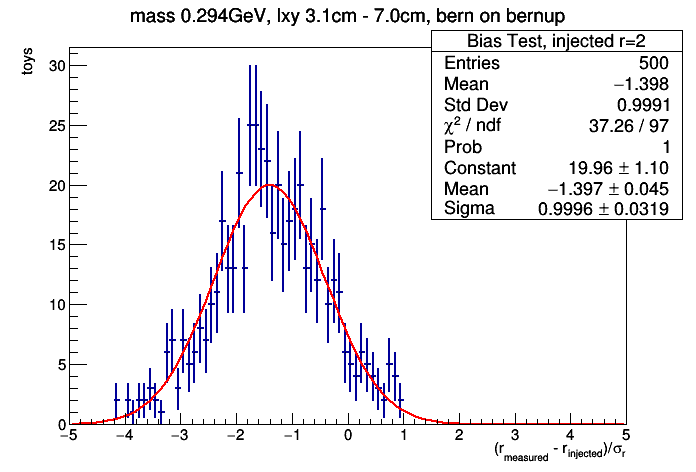 mass 0.294GeV, lxy 3.1cm - 7.0cm, bern on bernup
Bias Test, injected r=2
Entries 500
Mean −1.398
Std Dev 0.9991
χ² / ndf 37.26 / 97
Prob 1
Constant 19.96 ± 1.10
Mean −1.397 ± 0.045
Sigma 0.9996 ± 0.0319
toys
30
25
20
15
10
5
0
−5 −4 −3 −2 −1 0 1 2 3 4 5
(r_measured - r_injected)/σ_r